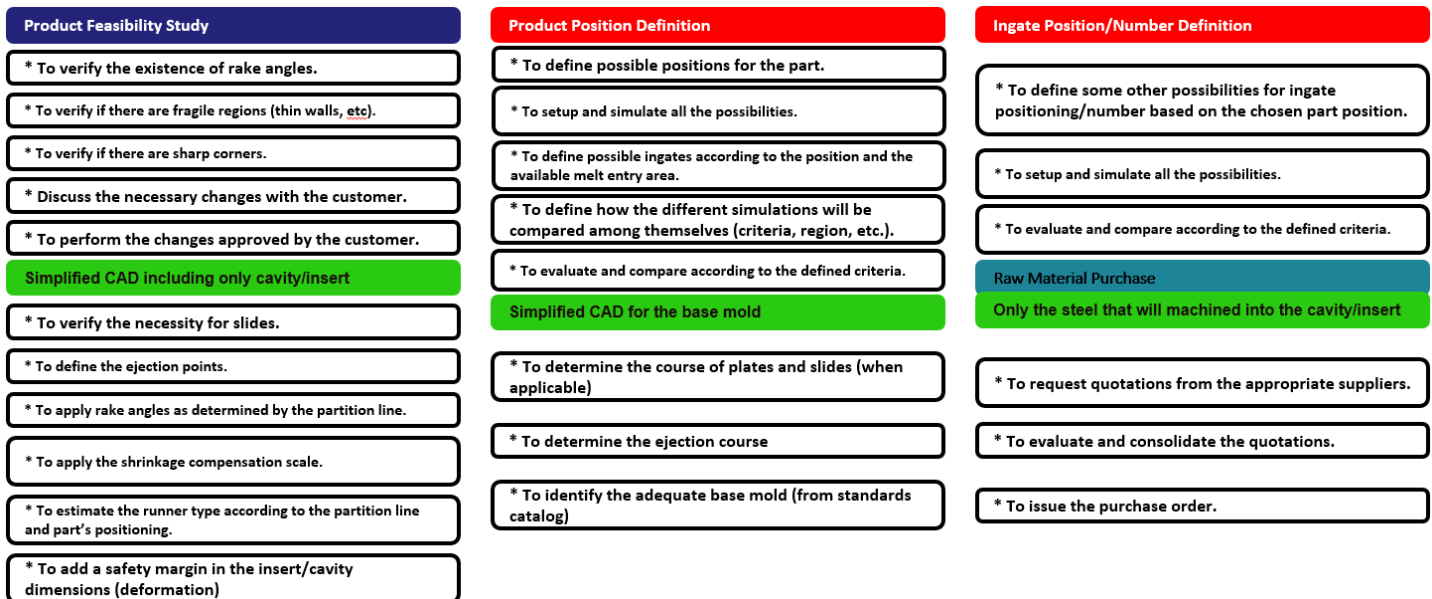 Product Feasibility Study
* To verify the existence of rake angles.
* To verify if there are fragile regions (thin walls, etc).
* To verify if there are sharp corners.
* Discuss the necessary changes with the customer.
* To perform the changes approved by the customer.
Simplified CAD including only cavity/insert
* To verify the necessity for slides.
* To define the ejection points.
* To apply rake angles as determined by the partition line.
* To apply the shrinkage compensation scale.
* To estimate the runner type according to the partition line
and part's positioning.
* To add a safety margin in the insert/cavity
dimensions (deformation)
Product Position Definition
* To define possible positions for the part.
* To setup and simulate all the possibilities.
* To define possible ingates according to the position and the
available melt entry area.
* To define how the different simulations will be
compared among themselves (criteria, region, etc.).
* To evaluate and compare according to the defined criteria.
Simplified CAD for the base mold
* To determine the course of plates and slides (when
applicable)
* To determine the ejection course
* To identify the adequate base mold (from standards
catalog)
Ingate Position/Number Definition
* To define some other possibilities for ingate
positioning/number based on the chosen part position.
* To setup and simulate all the possibilities.
* To evaluate and compare according to the defined criteria.
Raw Material Purchase
Only the steel that will machined into the cavity/insert
* To request quotations from the appropriate suppliers.
* To evaluate and consolidate the quotations.
* To issue the purchase order.